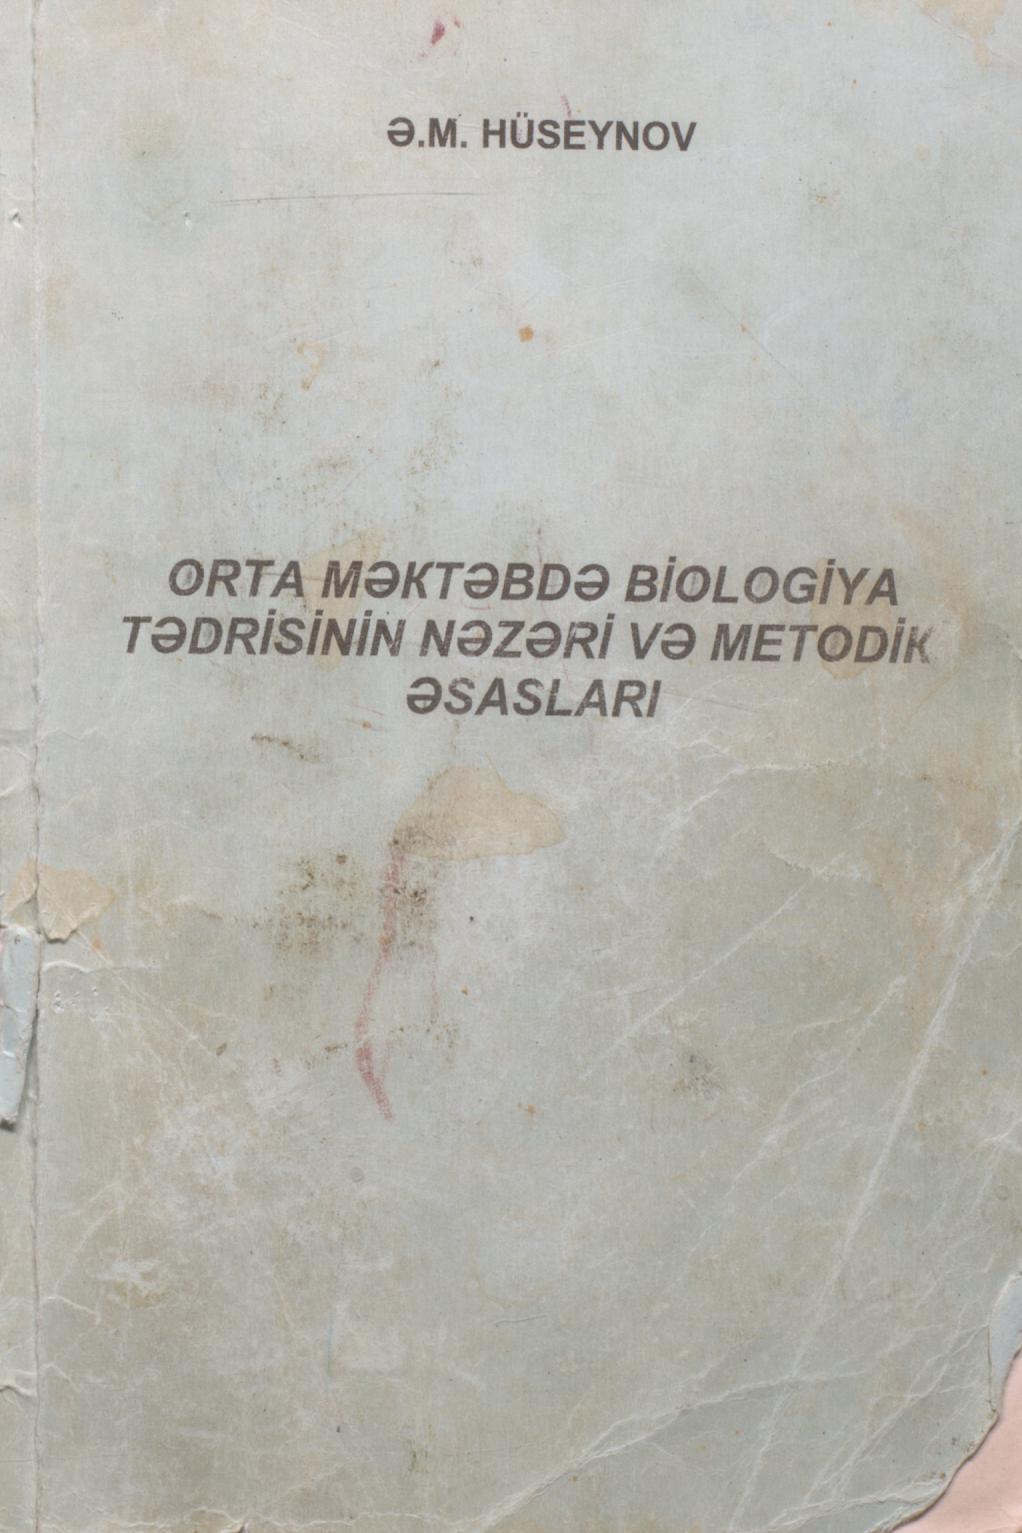 Ə.M. HÜSEYNOV
ORTA MƏKTƏBDƏ BİOLOGİYA
TƏDRİSİNİN NƏZƏRİ VƏ METODİK
ƏSASLARI